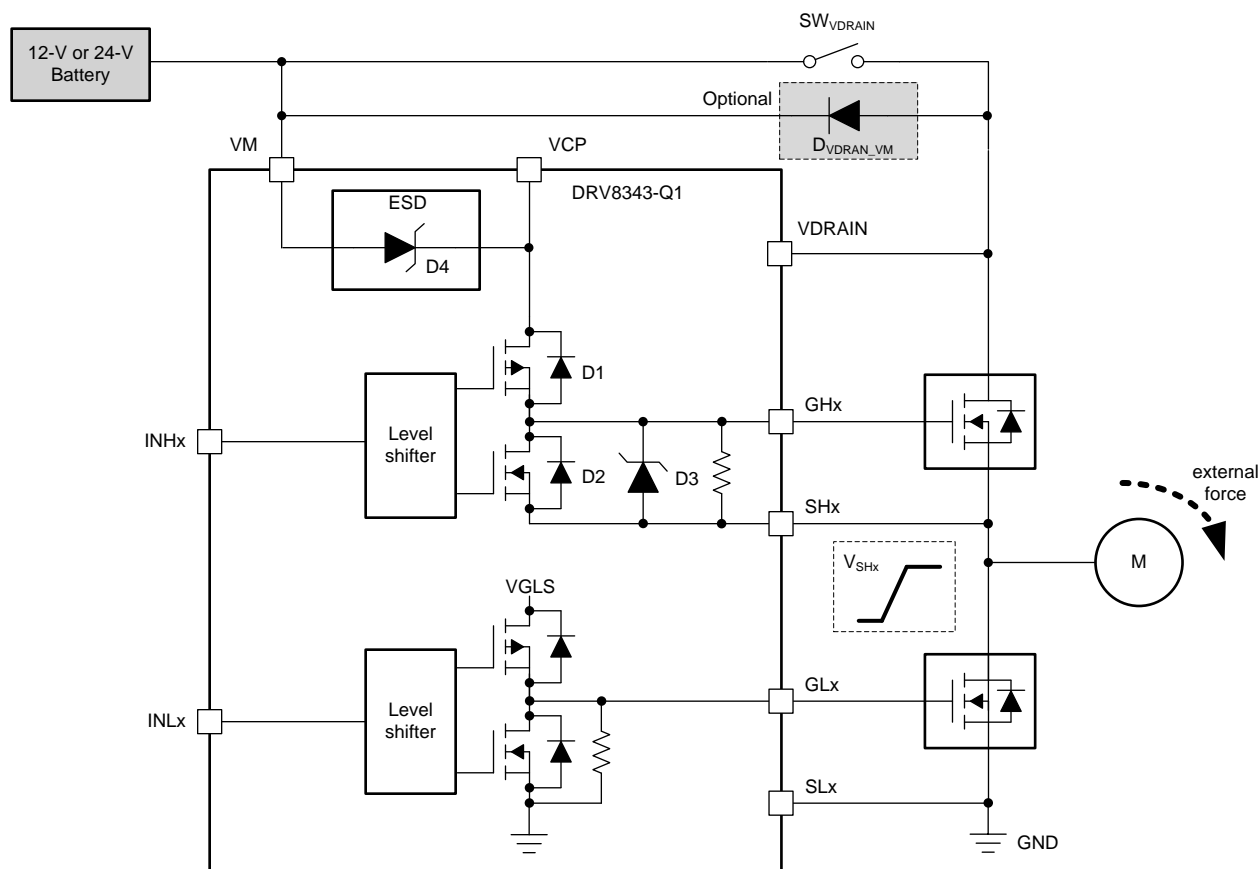 SWVDRAIN
12-V or 24-V
Battery
Optional
DVDRAN_VM
VM
VCP
DRV8343-Q1
ESD
D4
VDRAIN
D1
GHx
INHx
Level
shifter
D2
D3
SHx
external
force
VSHx
M
VGLS
GLx
INLx
Level
shifter
SLx
GND